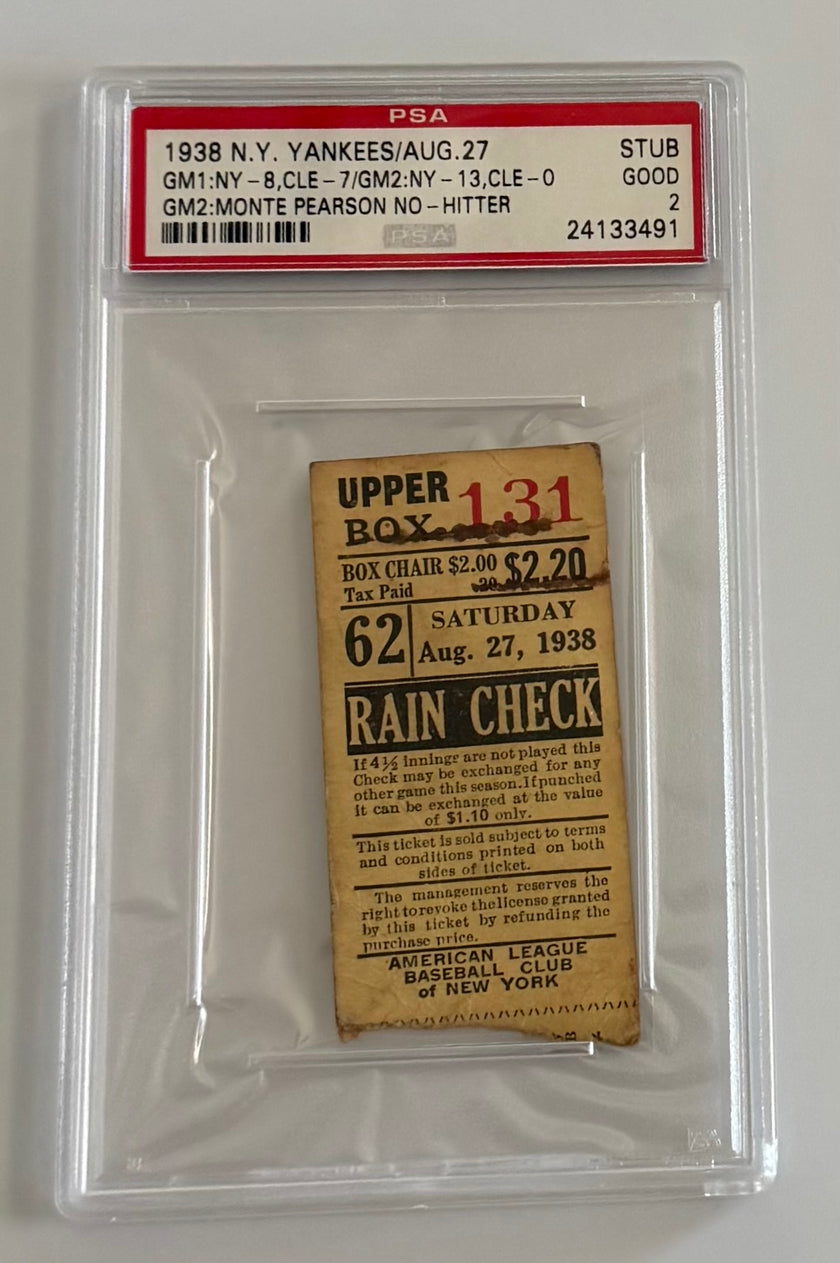 PSA
1938 N.Y. YANKEES/AUG.27 STUB
GM1:NY-8,CLE-7/GM2:NY-13,CLE-0 GOOD
GM2:MONTE PEARSON NO-HITTER 2
PSA 24133491
UPPER 131
BOX
BOX CHAIR $2.00 $2.20
Tax Paid .20
62 SATURDAY
Aug. 27, 1938
RAIN CHECK
If 4½ innings are not played this
Check may be exchanged for any
other game this season.If punched
it can be exchanged at the value
of $1.10 only.
This ticket is sold subject to terms
and conditions printed on both
sides of ticket.
The management reserves the
right to revoke the license granted
by this ticket by refunding the
purchase price.
AMERICAN LEAGUE
BASEBALL CLUB
of NEW YORK